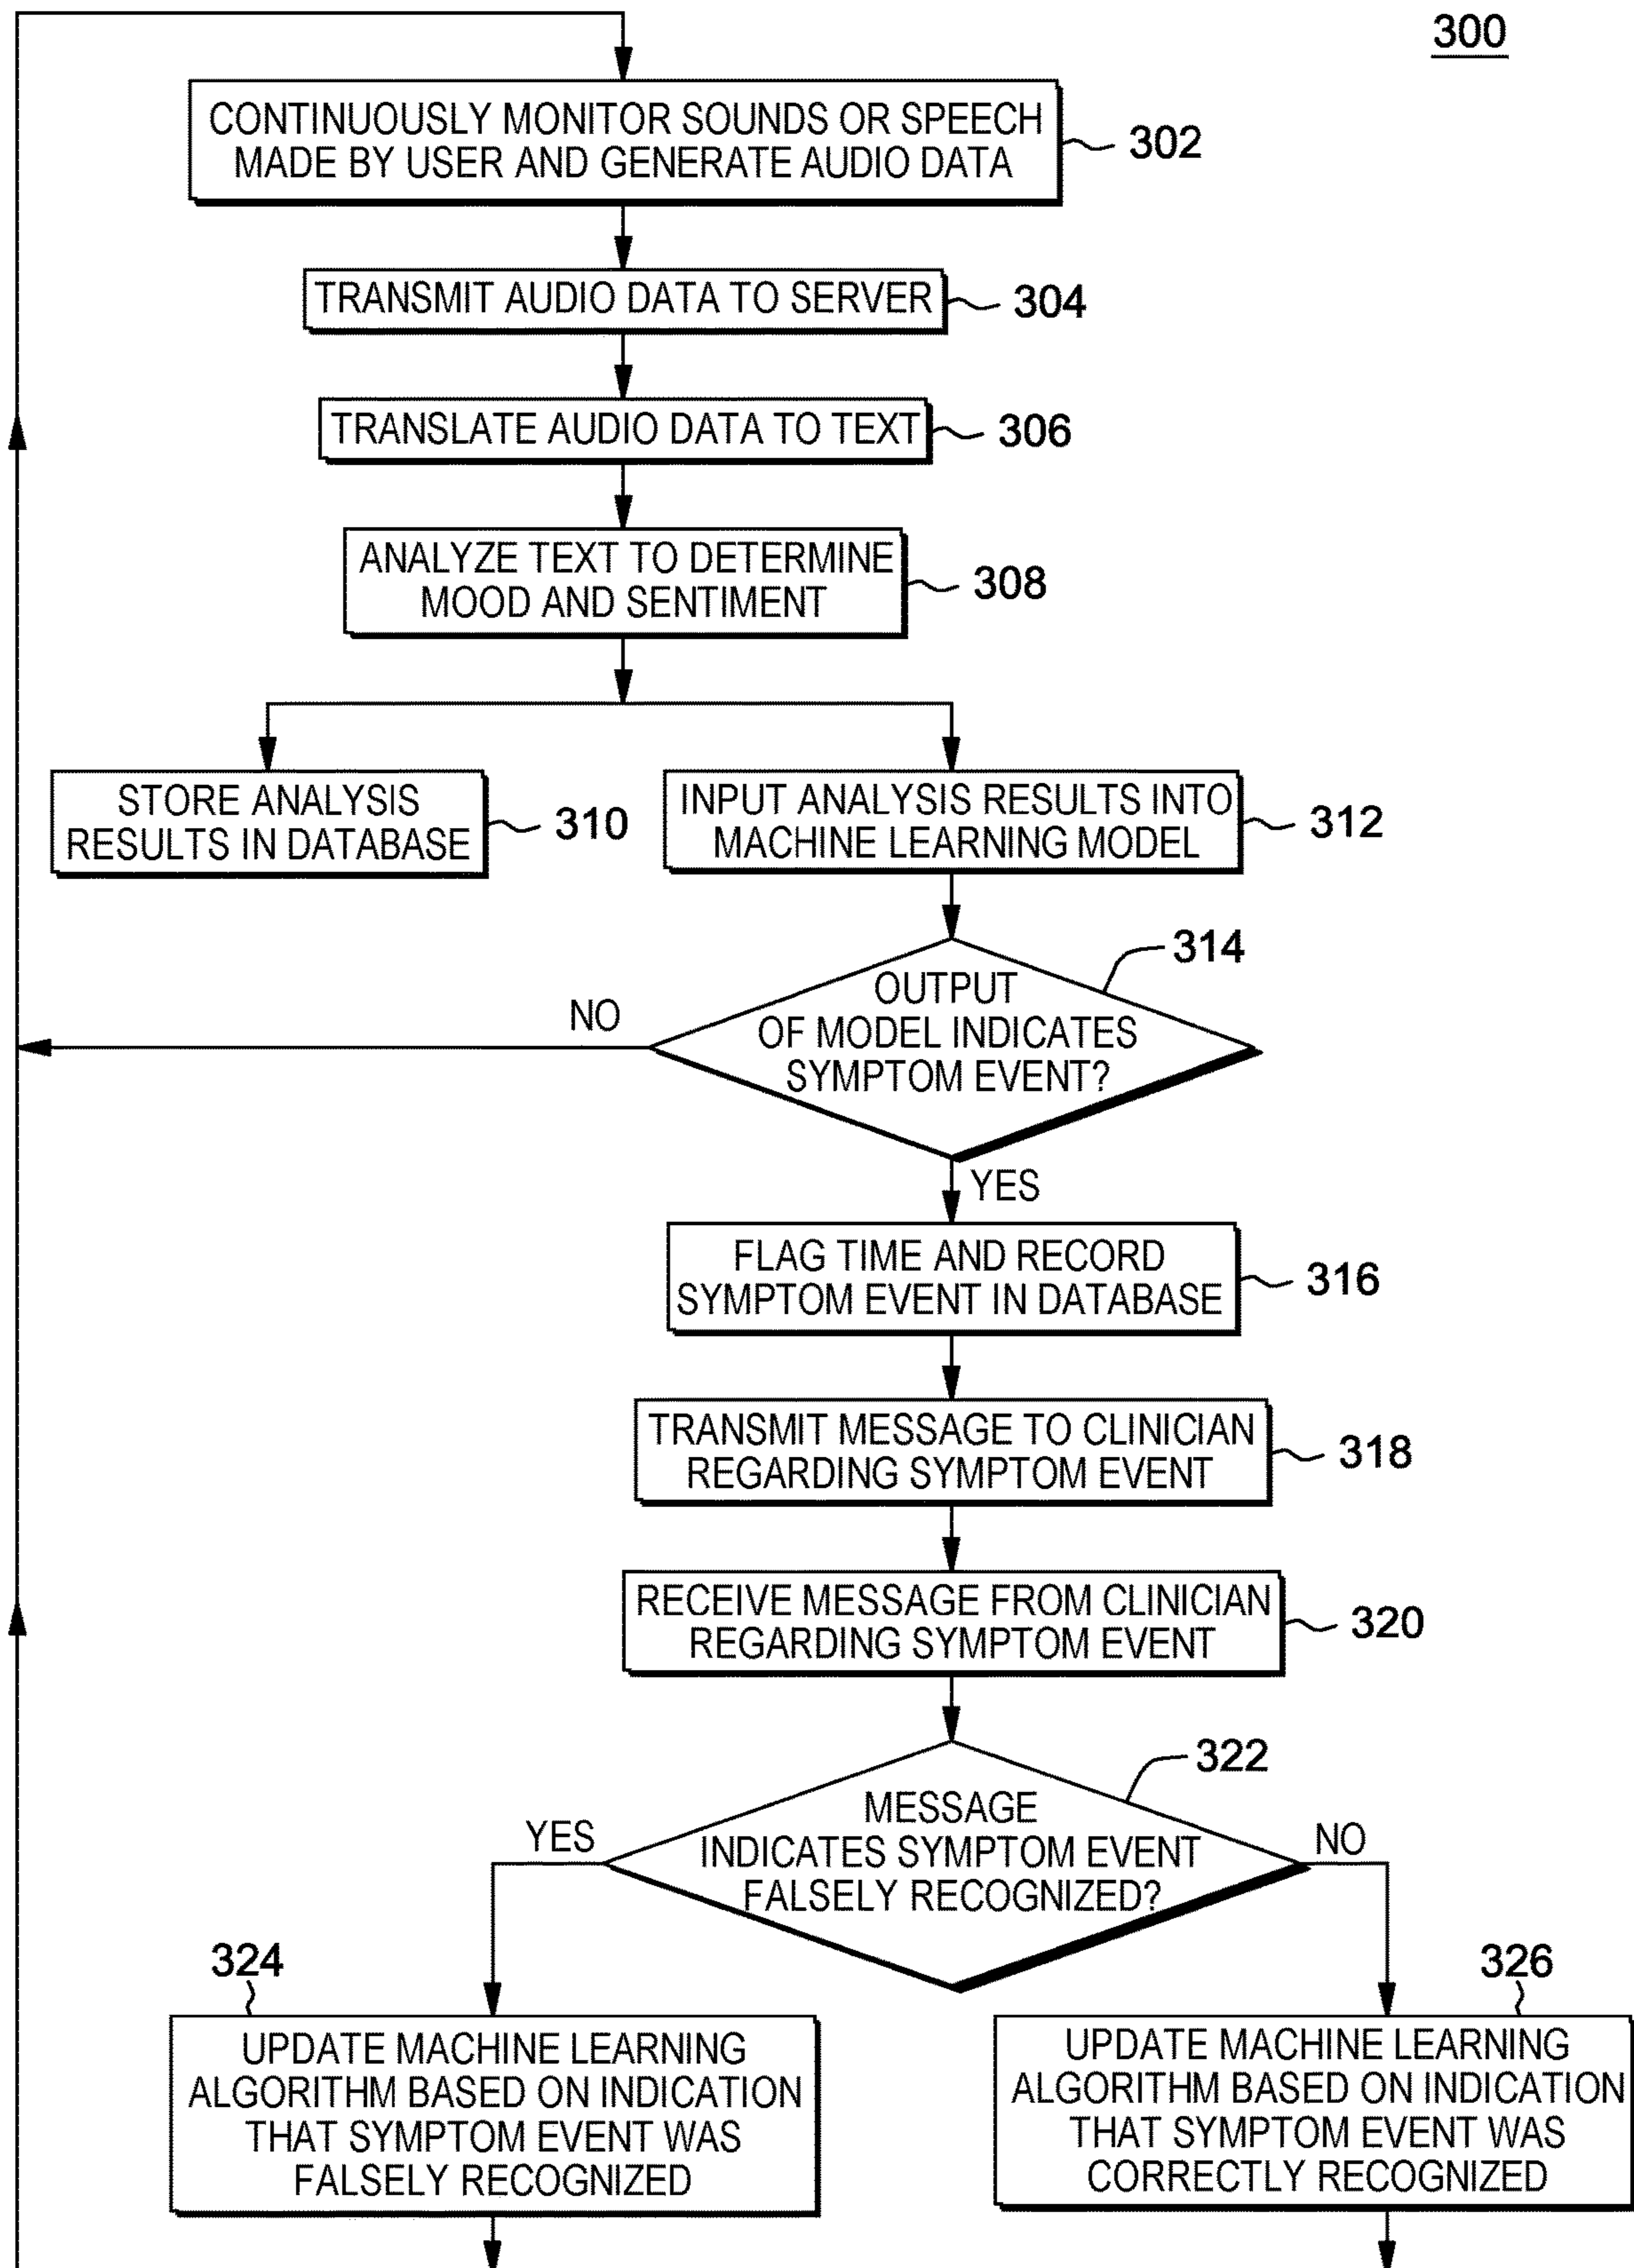 300
CONTINUOUSLY MONITOR SOUNDS OR SPEECH
MADE BY USER AND GENERATE AUDIO DATA
302
TRANSMIT AUDIO DATA TO SERVER
304
TRANSLATE AUDIO DATA TO TEXT
306
ANALYZE TEXT TO DETERMINE
MOOD AND SENTIMENT
308
STORE ANALYSIS
RESULTS IN DATABASE
310
INPUT ANALYSIS RESULTS INTO
MACHINE LEARNING MODEL
312
314
OUTPUT
OF MODEL INDICATES
SYMPTOM EVENT?
NO
YES
FLAG TIME AND RECORD
SYMPTOM EVENT IN DATABASE
316
TRANSMIT MESSAGE TO CLINICIAN
REGARDING SYMPTOM EVENT
318
RECEIVE MESSAGE FROM CLINICIAN
REGARDING SYMPTOM EVENT
320
322
MESSAGE
INDICATES SYMPTOM EVENT
FALSELY RECOGNIZED?
YES
NO
324
UPDATE MACHINE LEARNING
ALGORITHM BASED ON INDICATION
THAT SYMPTOM EVENT WAS
FALSELY RECOGNIZED
326
UPDATE MACHINE LEARNING
ALGORITHM BASED ON INDICATION
THAT SYMPTOM EVENT WAS
CORRECTLY RECOGNIZED